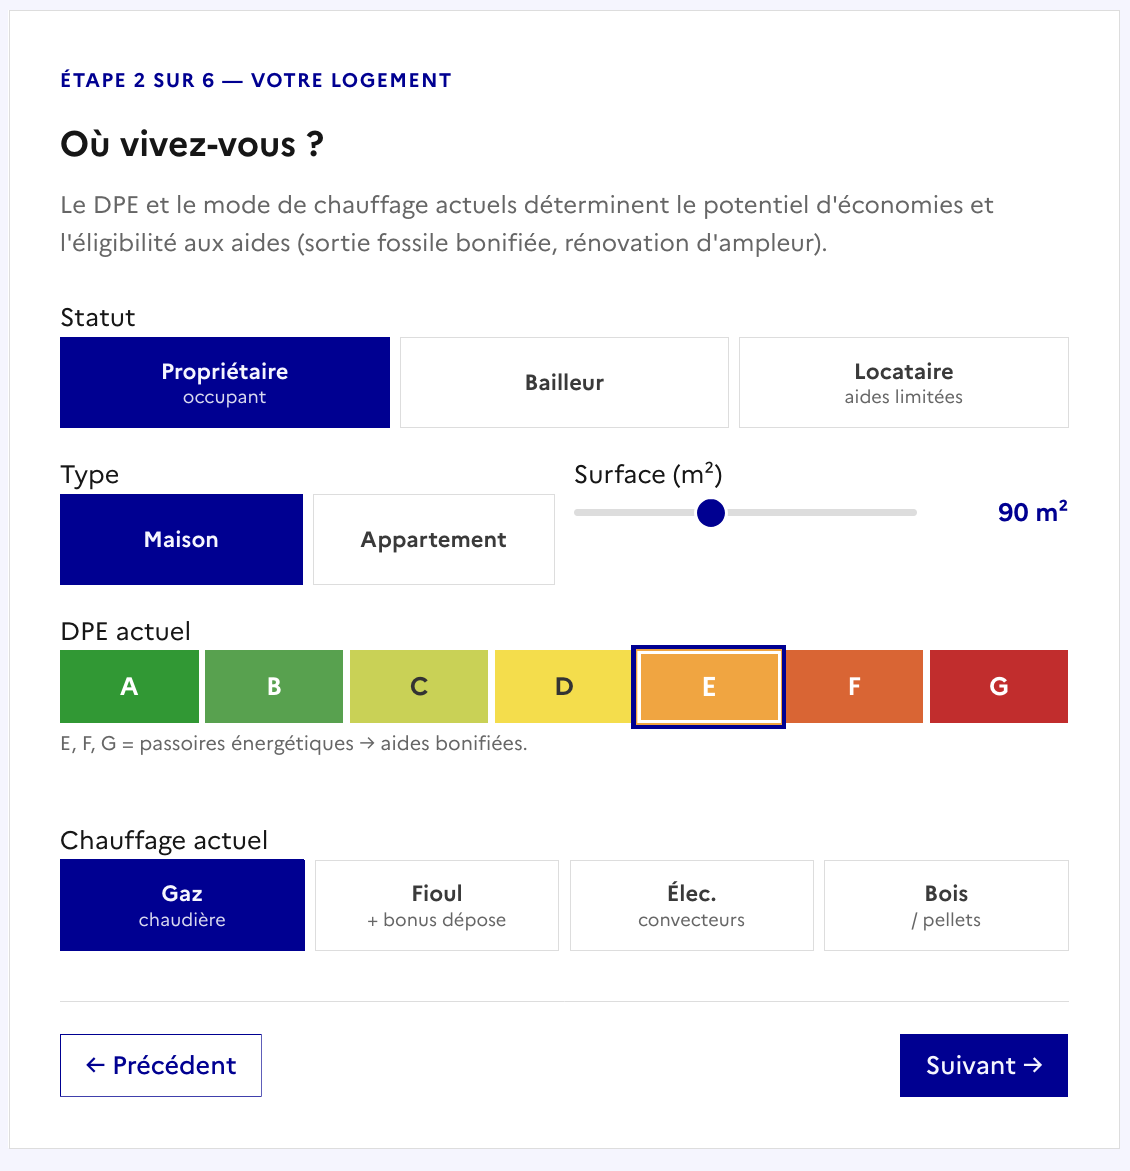 ÉTAPE 2 SUR 6 — VOTRE LOGEMENT
Où vivez-vous ?
Le DPE et le mode de chauffage actuels déterminent le potentiel d'économies et
l'éligibilité aux aides (sortie fossile bonifiée, rénovation d'ampleur).
Statut
Propriétaire
occupant
Bailleur
Locataire
aides limitées
Type
Maison
Appartement
Surface (m²)
90 m²
DPE actuel
A B C D E F G
E, F, G = passoires énergétiques → aides bonifiées.
Chauffage actuel
Gaz
chaudière
Fioul
+ bonus dépose
Élec.
convecteurs
Bois
/ pellets
← Précédent
Suivant →